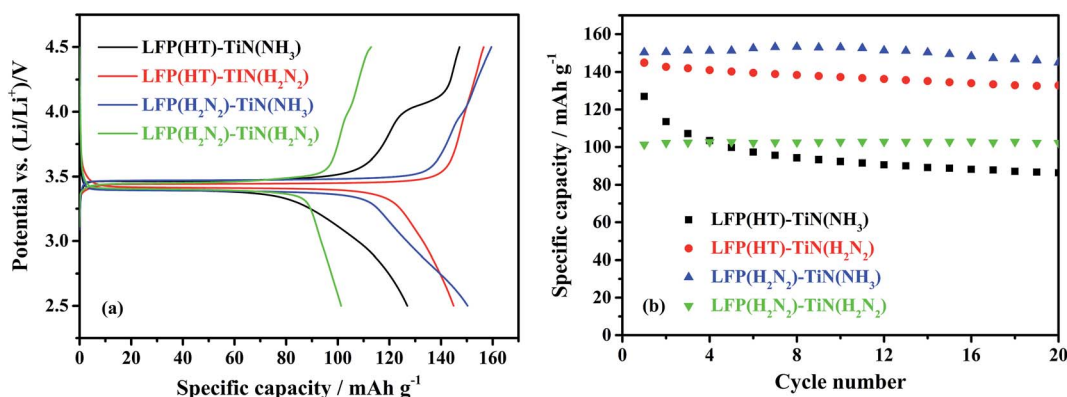 4.5
4.0
3.5
3.0
2.5
Potential vs. (Li/Li⁺)/V
LFP(HT)-TiN(NH₃)
LFP(HT)-TIN(H₂N₂)
LFP(H₂N₂)-TiN(NH₃)
LFP(H₂N₂)-TiN(H₂N₂)
(a)
0 20 40 60 80 100 120 140 160
Specific capacity / mAh g⁻¹
160
140
120
100
80
60
40
20
0
Specific capacity / mAh g⁻¹
LFP(HT)-TiN(NH₃)
LFP(HT)-TiN(H₂N₂)
LFP(H₂N₂)-TiN(NH₃)
LFP(H₂N₂)-TiN(H₂N₂)
(b)
0 4 8 12 16 20
Cycle number